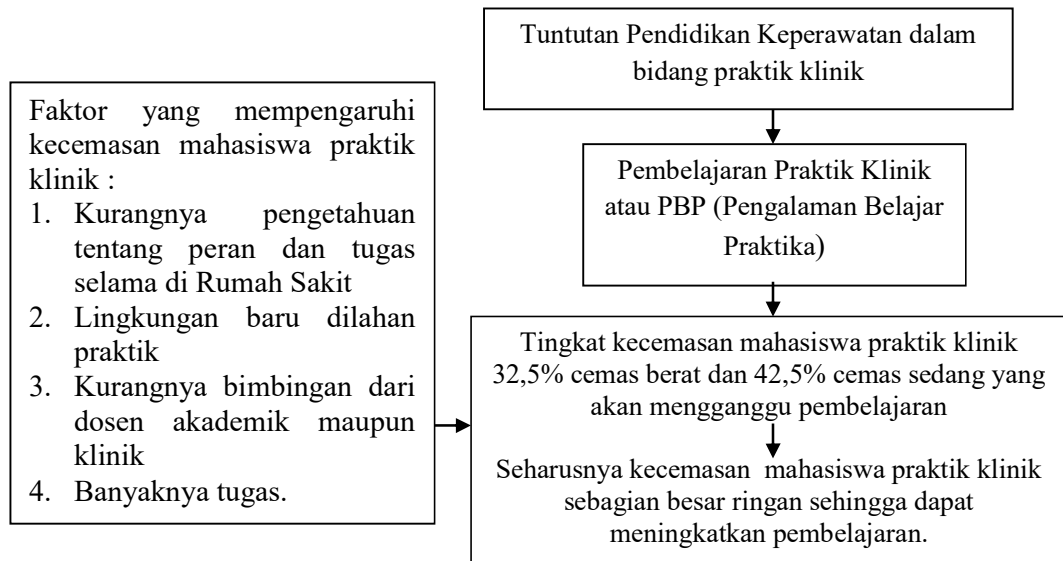 Tuntutan Pendidikan Keperawatan dalam
bidang praktik klinik
Faktor yang mempengaruhi
kecemasan mahasiswa praktik
klinik :
1. Kurangnya pengetahuan
tentang peran dan tugas
selama di Rumah Sakit
2. Lingkungan baru dilahan
praktik
3. Kurangnya bimbingan dari
dosen akademik maupun
klinik
4. Banyaknya tugas.
Pembelajaran Praktik Klinik
atau PBP (Pengalaman Belajar
Praktika)
Tingkat kecemasan mahasiswa praktik klinik
32,5% cemas berat dan 42,5% cemas sedang yang
akan mengganggu pembelajaran
Seharusnya kecemasan mahasiswa praktik klinik
sebagian besar ringan sehingga dapat
meningkatkan pembelajaran.